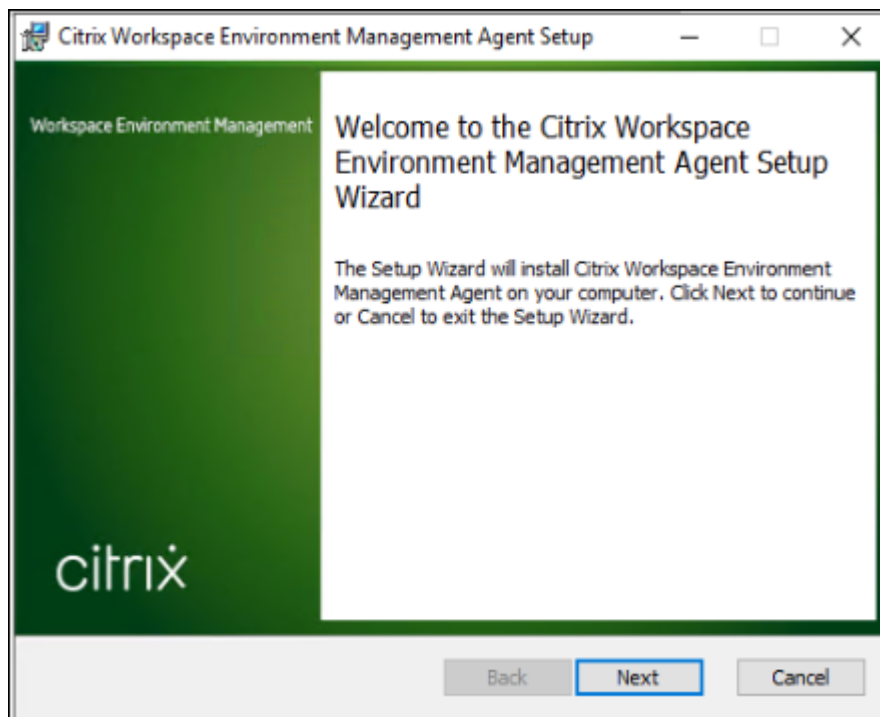 Citrix Workspace Environment Management Agent Setup
Workspace Environment Management
Welcome to the Citrix Workspace
Environment Management Agent Setup
Wizard
The Setup Wizard will install Citrix Workspace Environment
Management Agent on your computer. Click Next to continue
or Cancel to exit the Setup Wizard.
citrix
Back
Next
Cancel